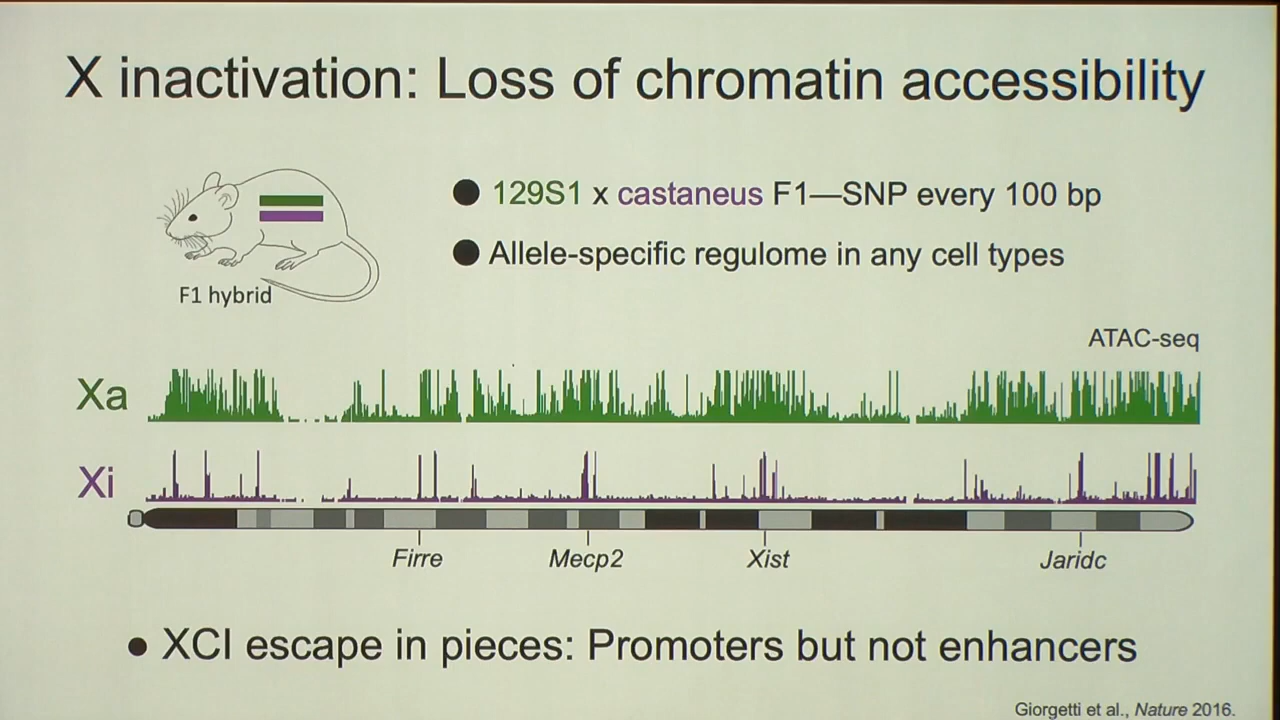 X inactivation: Loss of chromatin accessibility
● 129S1 x castaneus F1—SNP every 100 bp
● Allele-specific regulome in any cell types
F1 hybrid
ATAC-seq
Xa
Xi
Firre Mecp2 Xist Jaridc
● XCI escape in pieces: Promoters but not enhancers
Giorgetti et al., Nature 2016.